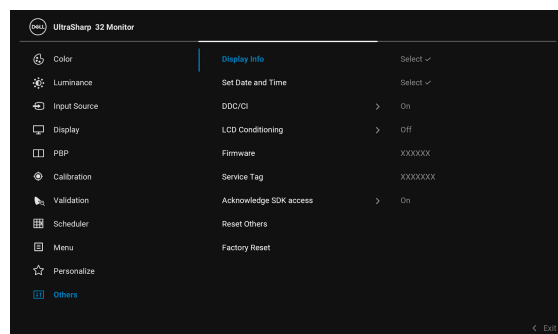 DELL UltraSharp 32 Monitor
Color Display Info Select ✓
Luminance Set Date and Time Select ✓
Input Source DDC/CI > On
Display LCD Conditioning > Off
PBP Firmware XXXXXX
Calibration Service Tag XXXXXXX
Validation Acknowledge SDK access > On
Scheduler Reset Others
Menu Factory Reset
Personalize
Others
< Exit